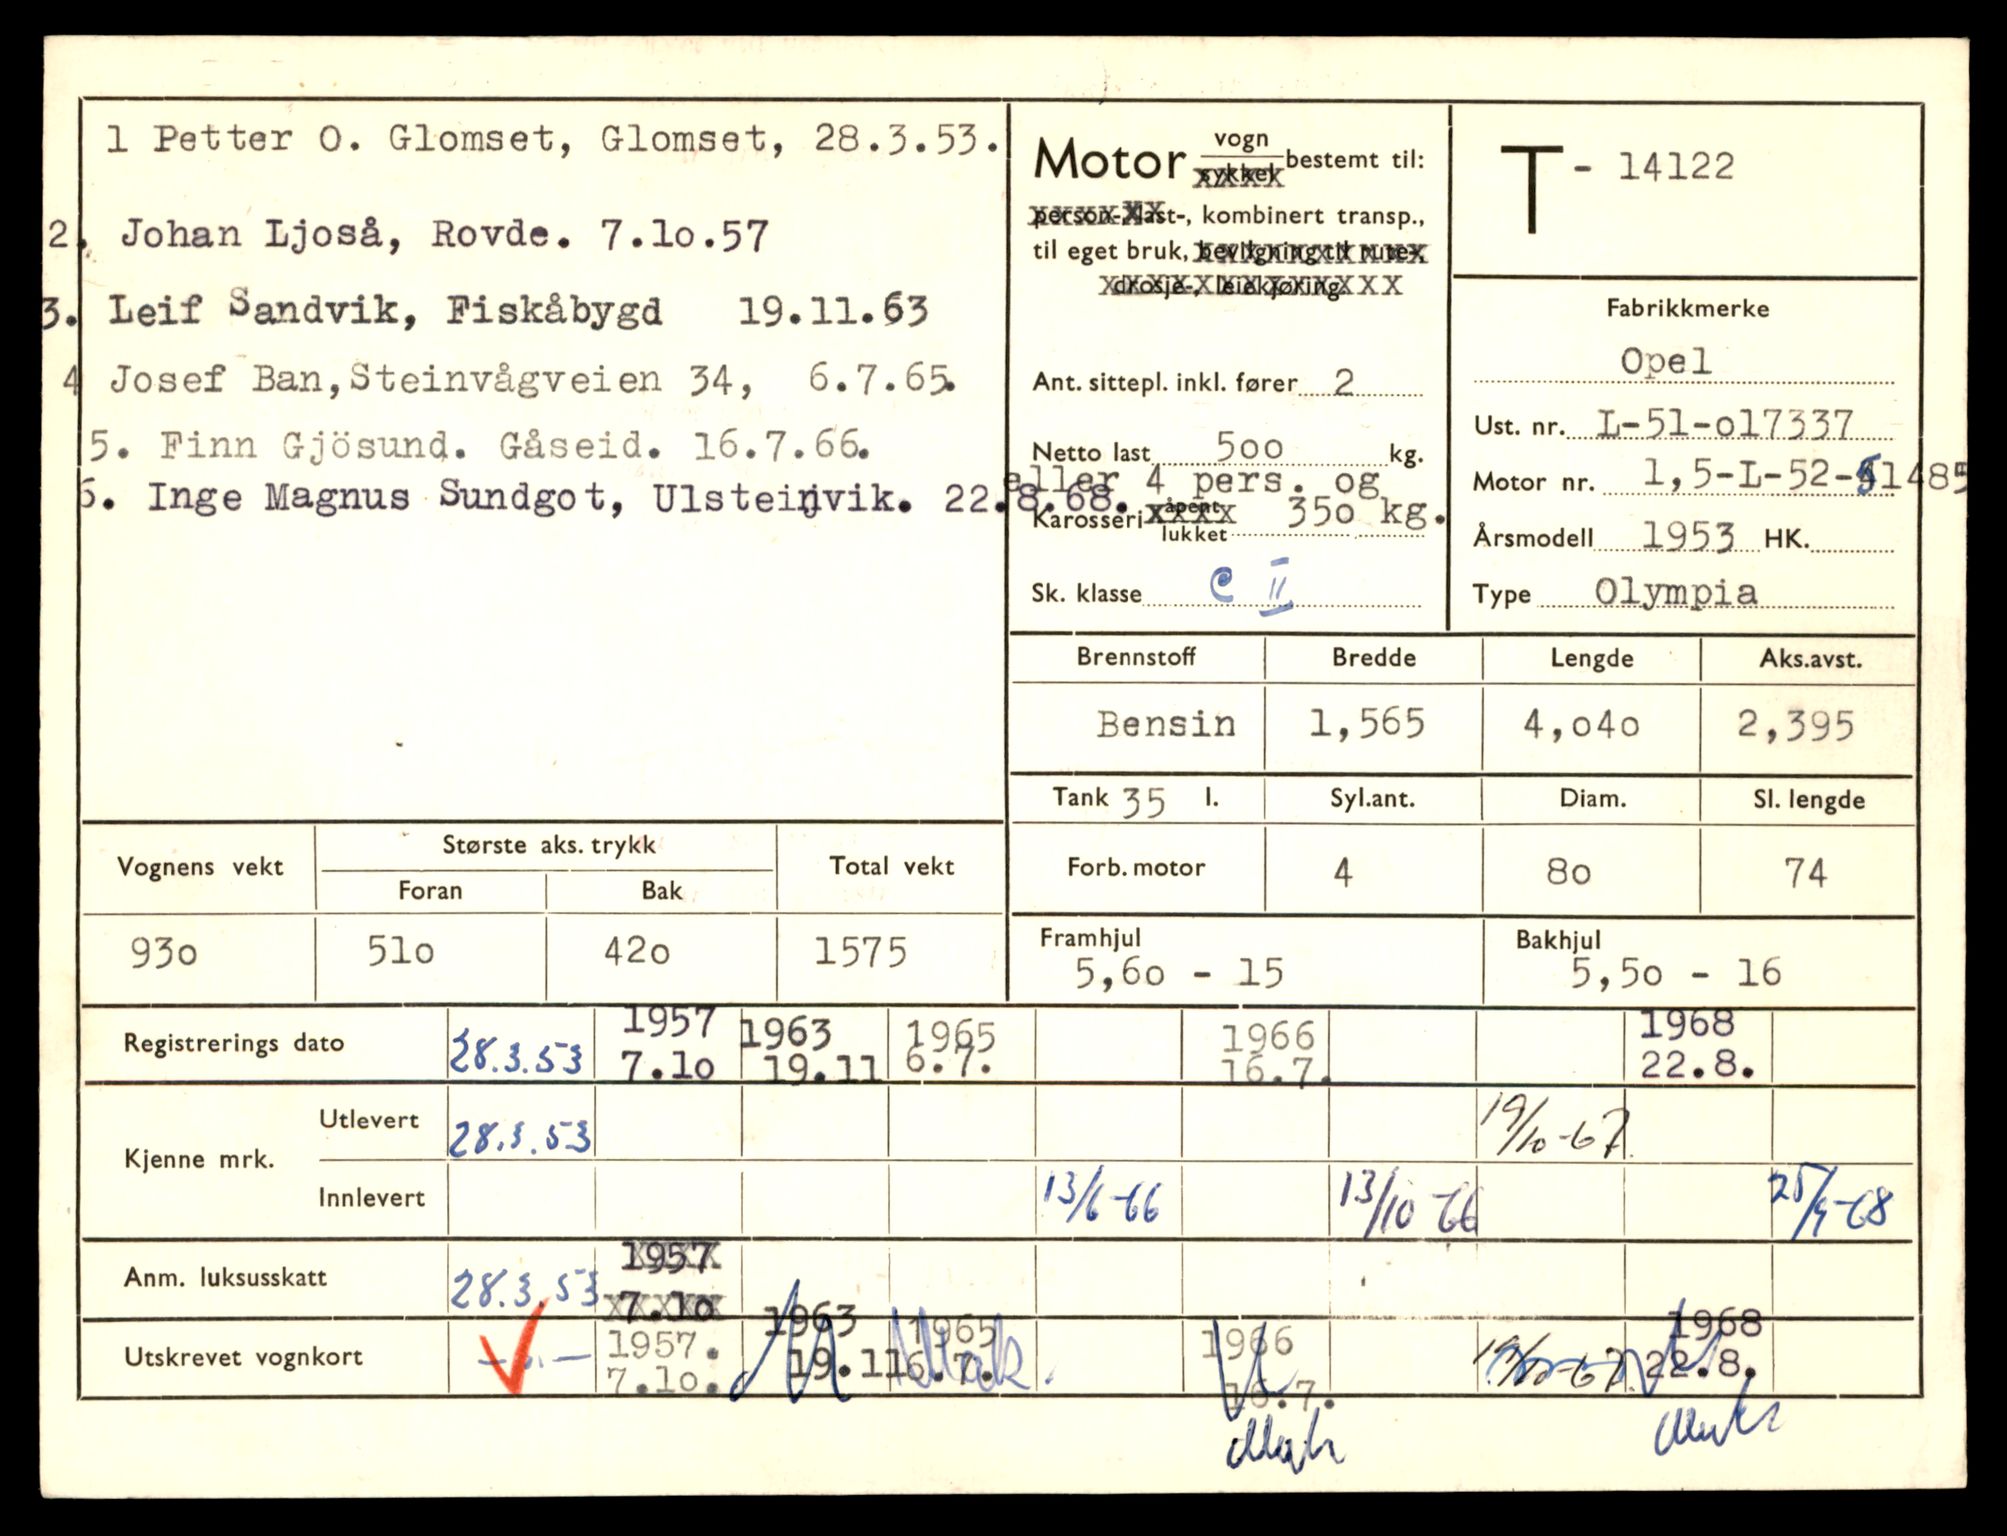 1 Petter O. Glomset, Glomset, 28.3.53.
2. Johan Ljoså, Rovde. 7.1o.57
3. Leif Sandvik, Fiskåbygd 19.11.63
4 Josef Ban,Steinvågveien 34, 6.7.65.
5. Finn Gjösund. Gåseid. 16.7.66.
6. Inge Magnus Sundgot, Ulsteinvik. 22.8.68.
Motor vogn sykkel bestemt til:
person-, last-, kombinert transp.,
til eget bruk, bevilgning til rute-,
drosje-, leiekjøring.
Ant. sittepl. inkl. fører 2
Netto last 5oo kg.
eller 4 pers. og
Karosseri åpent lukket 35o kg.
Sk. klasse C II
T - 14122
Fabrikkmerke
Opel
Ust. nr. L-51-o17337
Motor nr. 1,5-L-52-51485
Årsmodell 1953 HK.
Type Olympia
Brennstoff Bredde Lengde Aks.avst.
Bensin 1,565 4,o4o 2,395
Tank 35 l. Syl.ant. Diam. Sl. lengde
Forb. motor 4 8o 74
Framhjul Bakhjul
5,6o - 15 5,5o - 16
Vognens vekt Største aks. trykk Total vekt
Foran Bak
93o 51o 42o 1575
Registrerings dato 28.3.53 1957 7.1o 1963 19.11 1965 6.7. 1966 16.7. 1968 22.8.
Kjenne mrk.
Utlevert 28.3.53 19/10-67
Innlevert 13/6-66 13/10-66 25/9-68
Anm. luksusskatt 28.3.53 1957 7.1o
Utskrevet vognkort -"- 1957. 7.1o. 1963 19.11 1965 6.7. 1966 16.7. 19/10-67 1968 22.8.